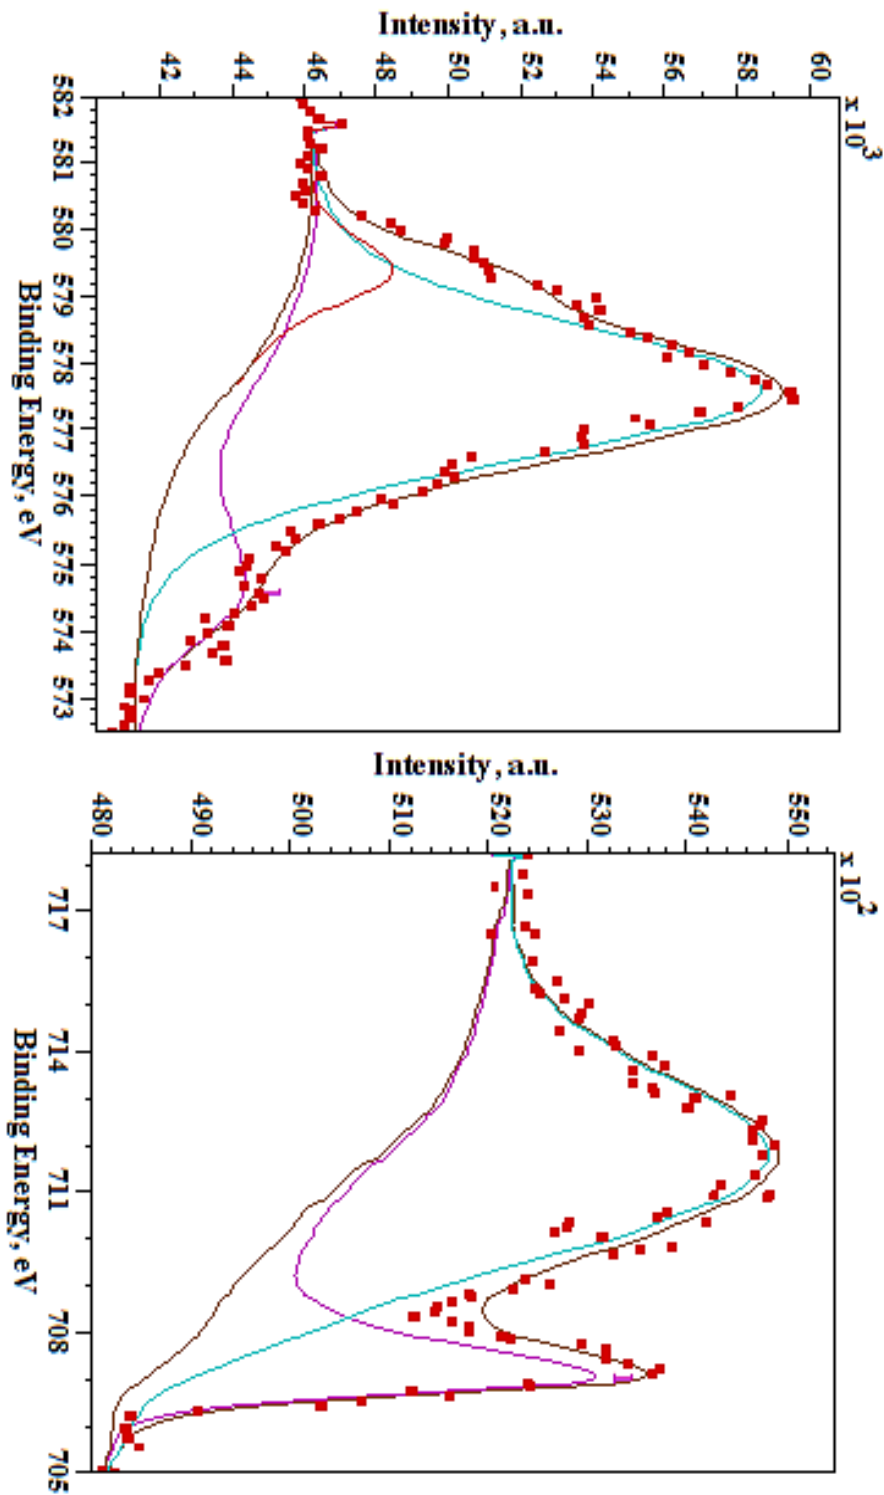 Intensity, a.u.
42 44 46 48 50 52 54 56 58 60
x 10³
582 581 580 579 578 577 576 575 574 573
Binding Energy, eV
Intensity, a.u.
480 490 500 510 520 530 540 550
x 10²
717 714 711 708 705
Binding Energy, eV